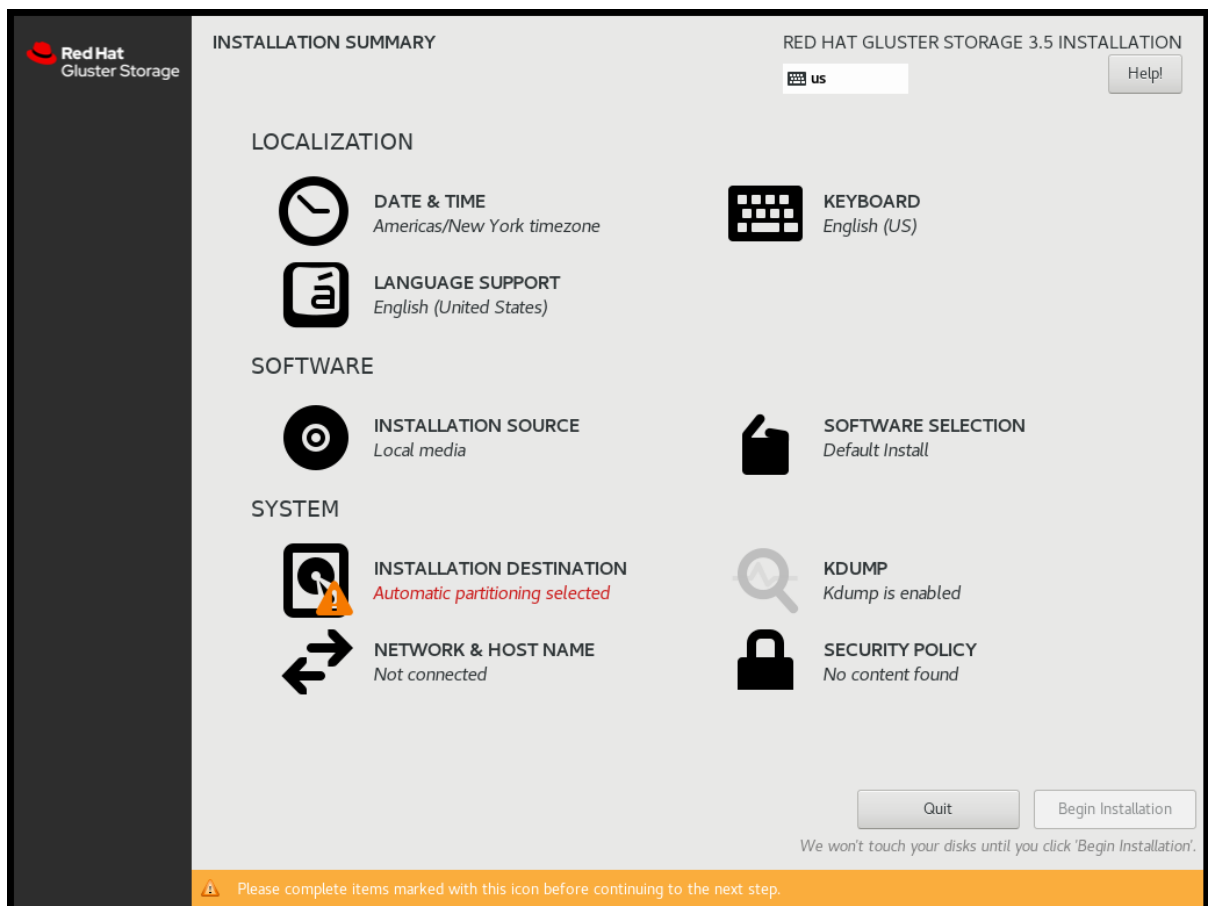 Red Hat
Gluster Storage
INSTALLATION SUMMARY
RED HAT GLUSTER STORAGE 3.5 INSTALLATION
us
Help!
LOCALIZATION
DATE & TIME
Americas/New York timezone
KEYBOARD
English (US)
á
LANGUAGE SUPPORT
English (United States)
SOFTWARE
INSTALLATION SOURCE
Local media
SOFTWARE SELECTION
Default Install
SYSTEM
INSTALLATION DESTINATION
Automatic partitioning selected
KDUMP
Kdump is enabled
NETWORK & HOST NAME
Not connected
SECURITY POLICY
No content found
Quit
Begin Installation
We won't touch your disks until you click 'Begin Installation'.
Please complete items marked with this icon before continuing to the next step.